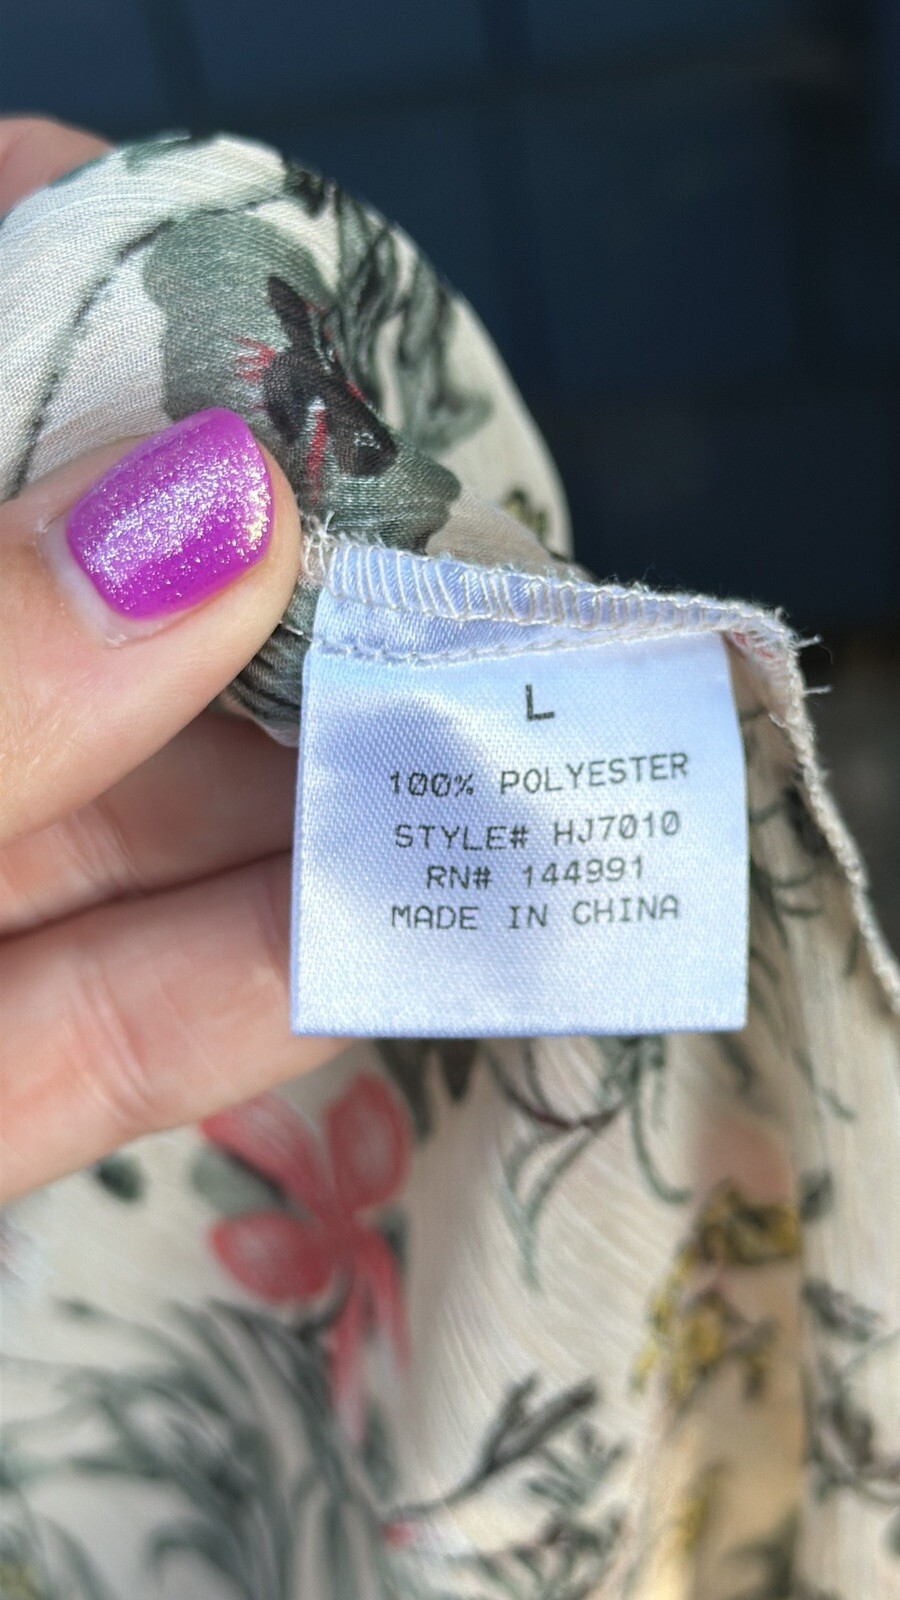 L
100% POLYESTER
STYLE# HJ7010
RN# 144991
MADE IN CHINA